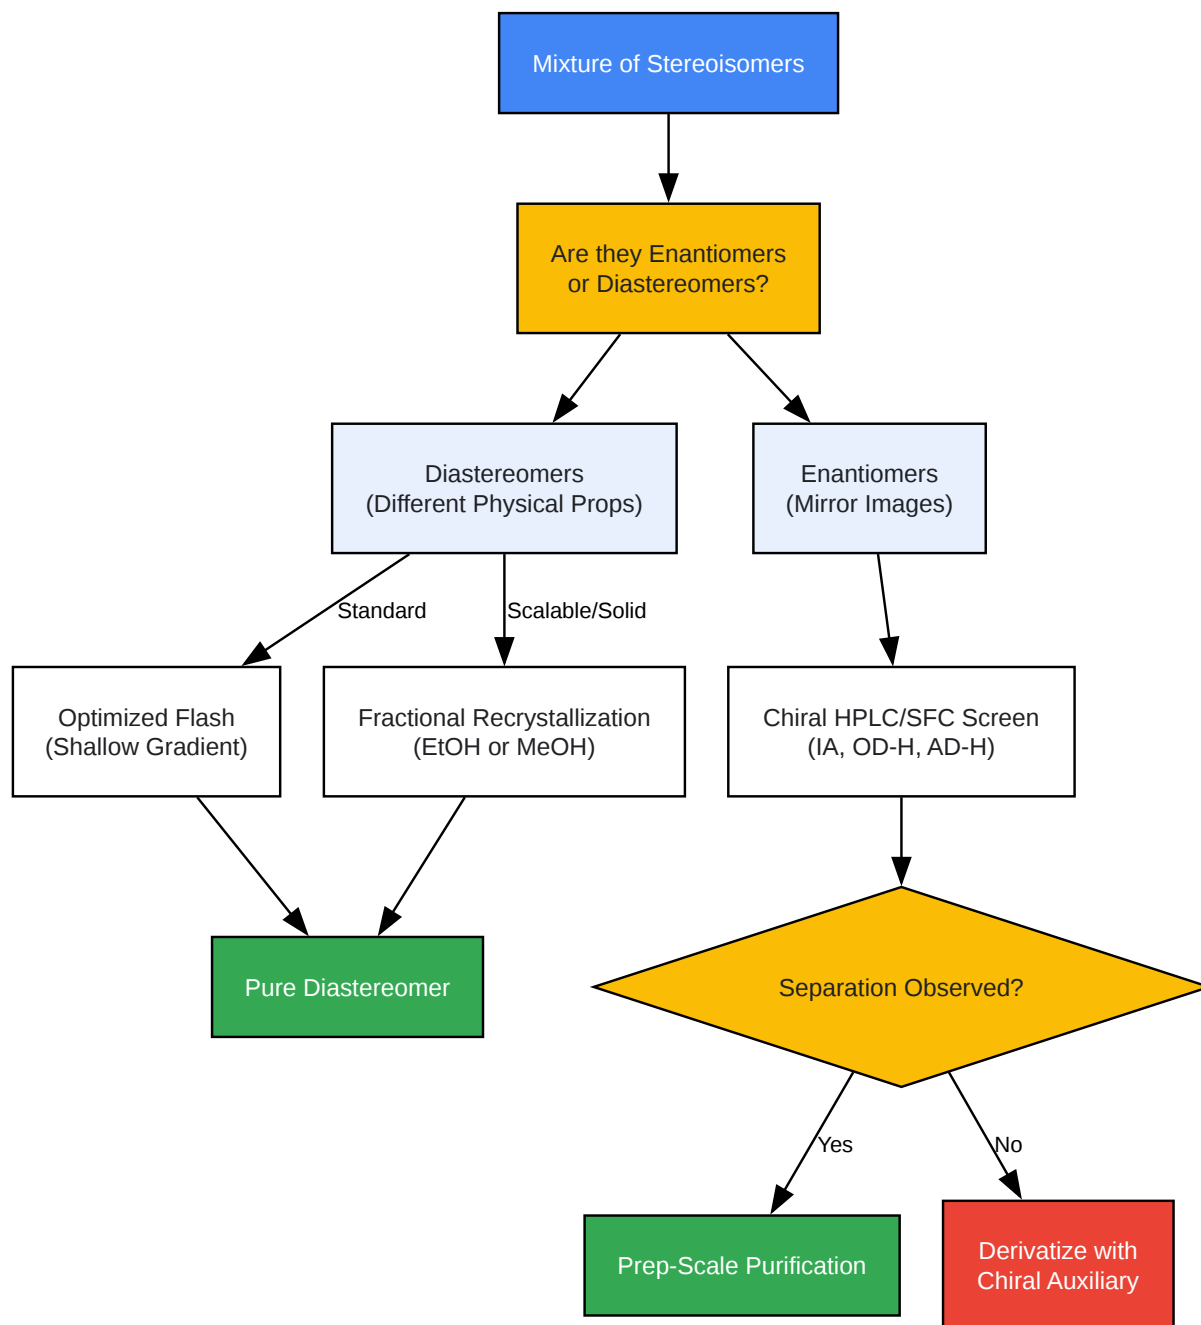 Mixture of Stereoisomers
Are they Enantiomers
or Diastereomers?
Diastereomers
(Different Physical Props)
Enantiomers
(Mirror Images)
Standard
Scalable/Solid
Optimized Flash
(Shallow Gradient)
Fractional Recrystallization
(EtOH or MeOH)
Chiral HPLC/SFC Screen
(IA, OD-H, AD-H)
Pure Diastereomer
Separation Observed?
Yes
No
Prep-Scale Purification
Derivatize with
Chiral Auxiliary